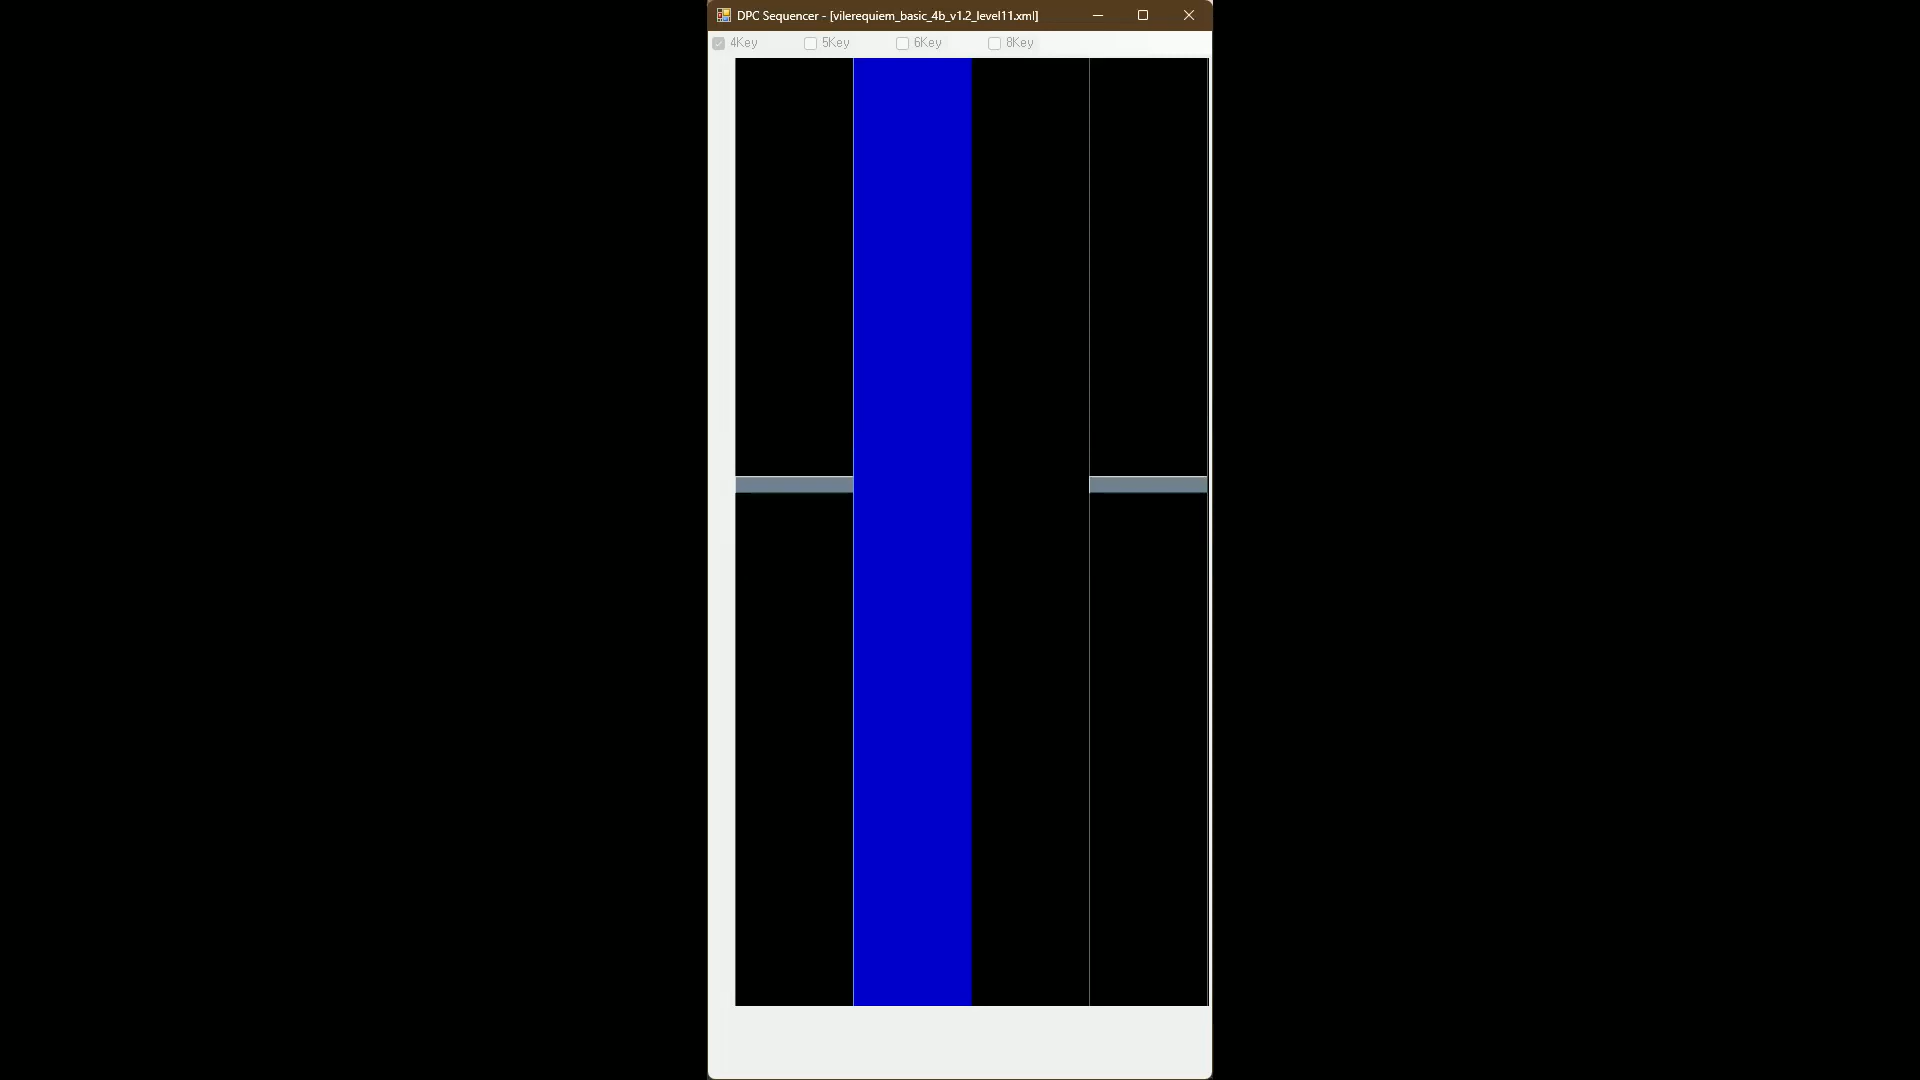 DPC Sequencer - [vilerequiem_basic_4b_v1.2_level11.xml]
4Key 5Key 6Key 8Key